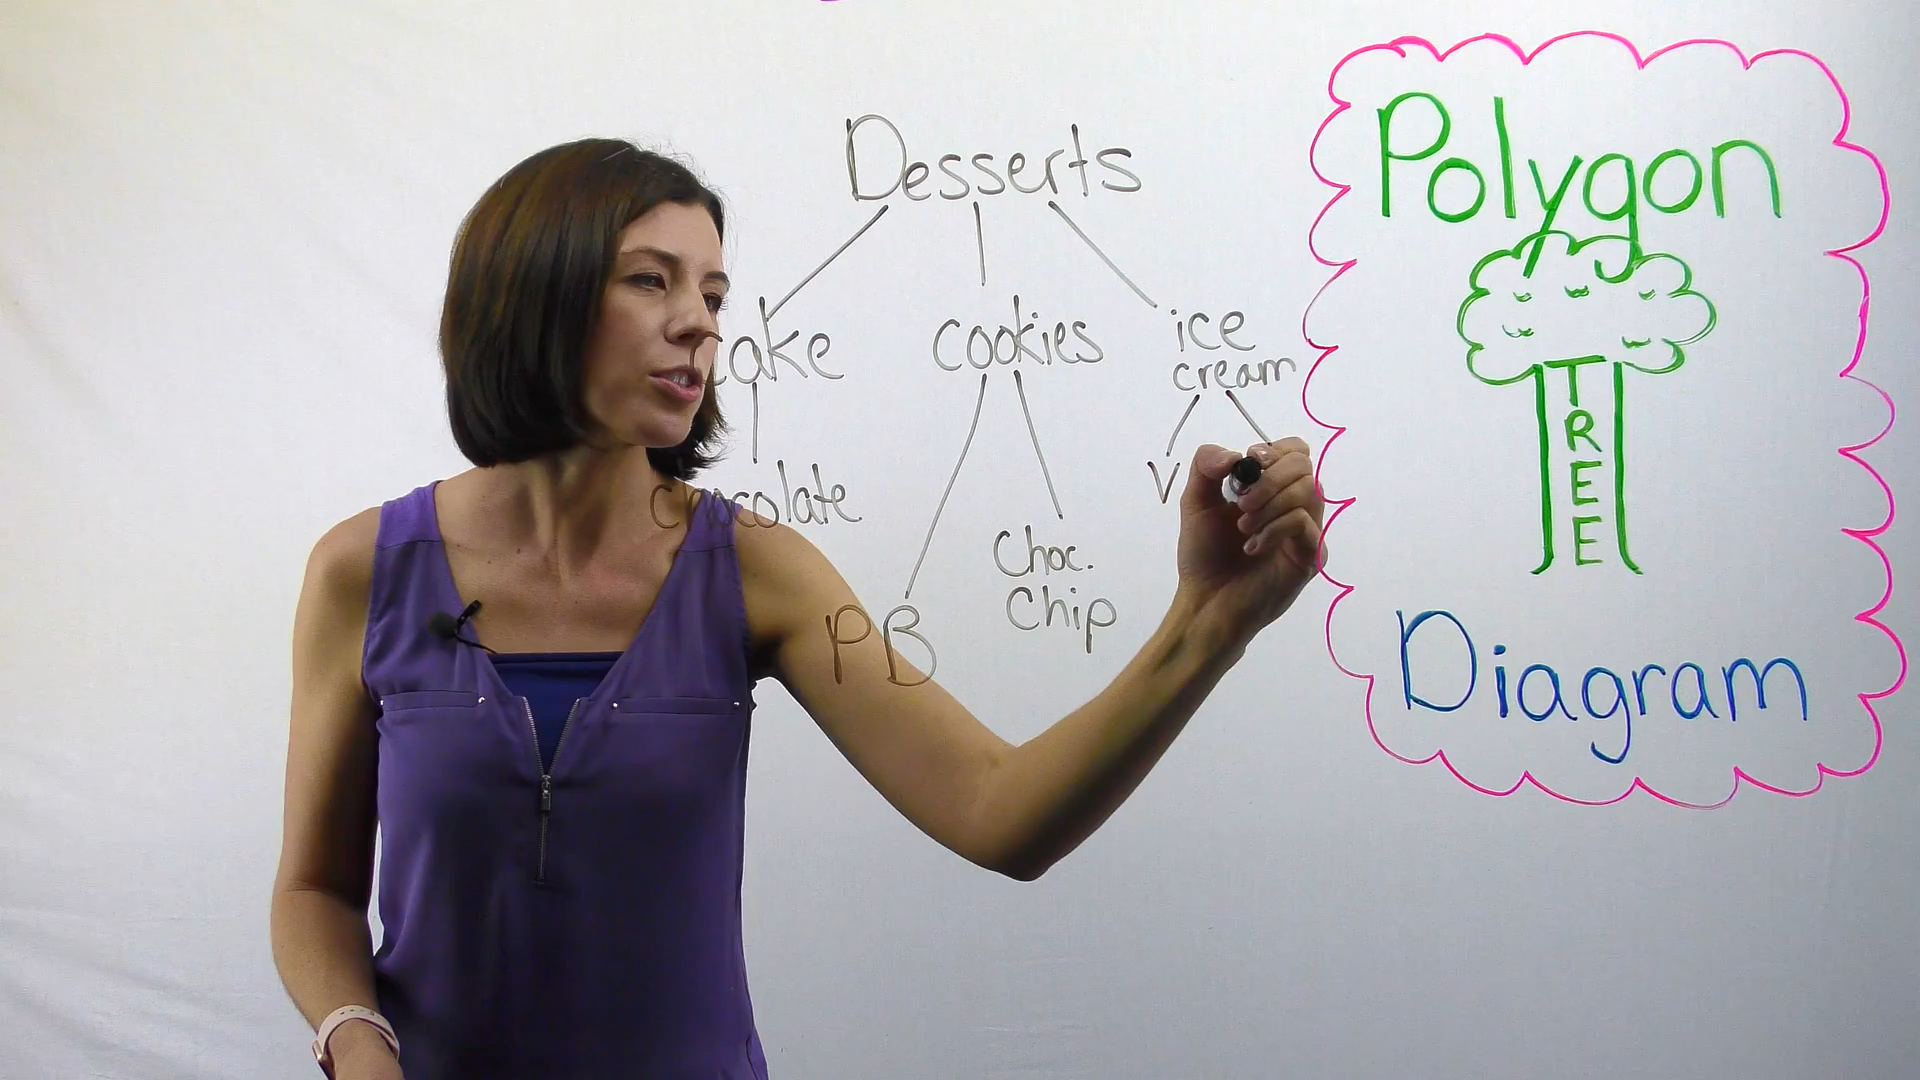 Desserts
cake
cookies
ice
cream
chocolate
V
PB
Choc.
Chip
Polygon
TREE
Diagram